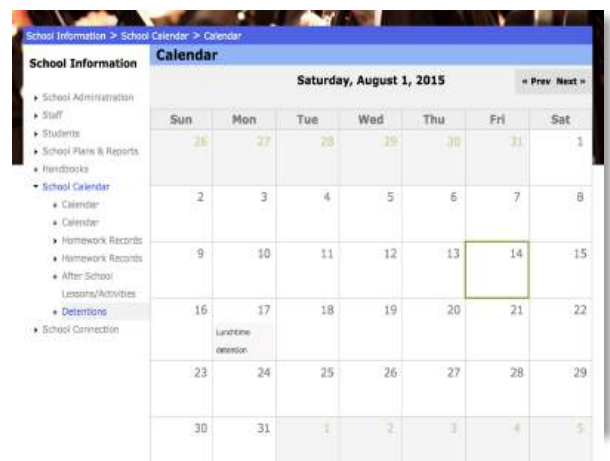 School Information > School Calendar > Calendar
School Information
School Administration
Staff
Students
School Plans & Reports
Handbooks
School Calendar
Calendar
Calendar
Homework Records
Homework Records
After School
Lessons/Activities
Detentions
School Connection
Calendar
Saturday, August 1, 2015
« Prev Next »
Sun Mon Tue Wed Thu Fri Sat
26 27 28 29 30 31 1
2 3 4 5 6 7 8
9 10 11 12 13 14 15
16 17 18 19 20 21 22
Lunchtime
detention
23 24 25 26 27 28 29
30 31 1 2 3 4 5